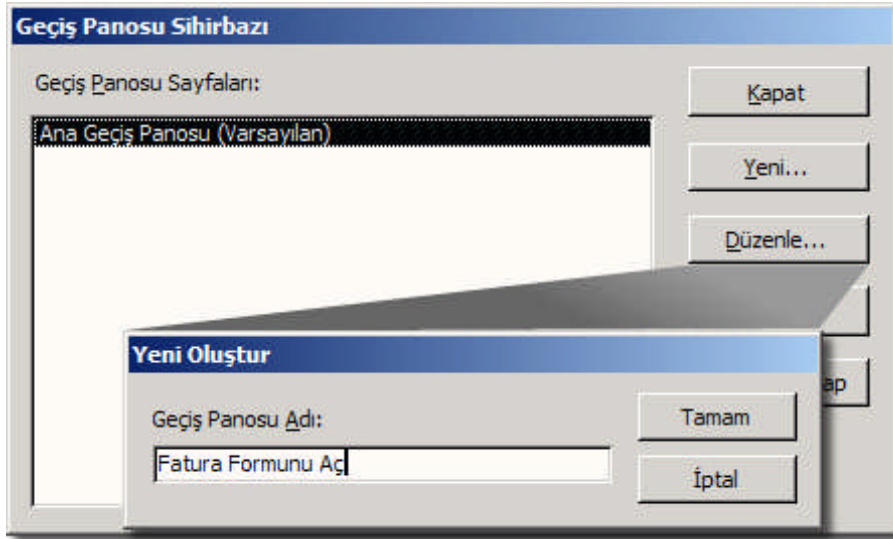 Geçiş Panosu Sihirbazı
Geçiş Panosu Sayfaları:
Kapat
Ana Geçiş Panosu (Varsayılan)
Yeni...
Düzenle...
ap
Yeni Oluştur
Geçiş Panosu Adı:
Tamam
Fatura Formunu Aç
İptal